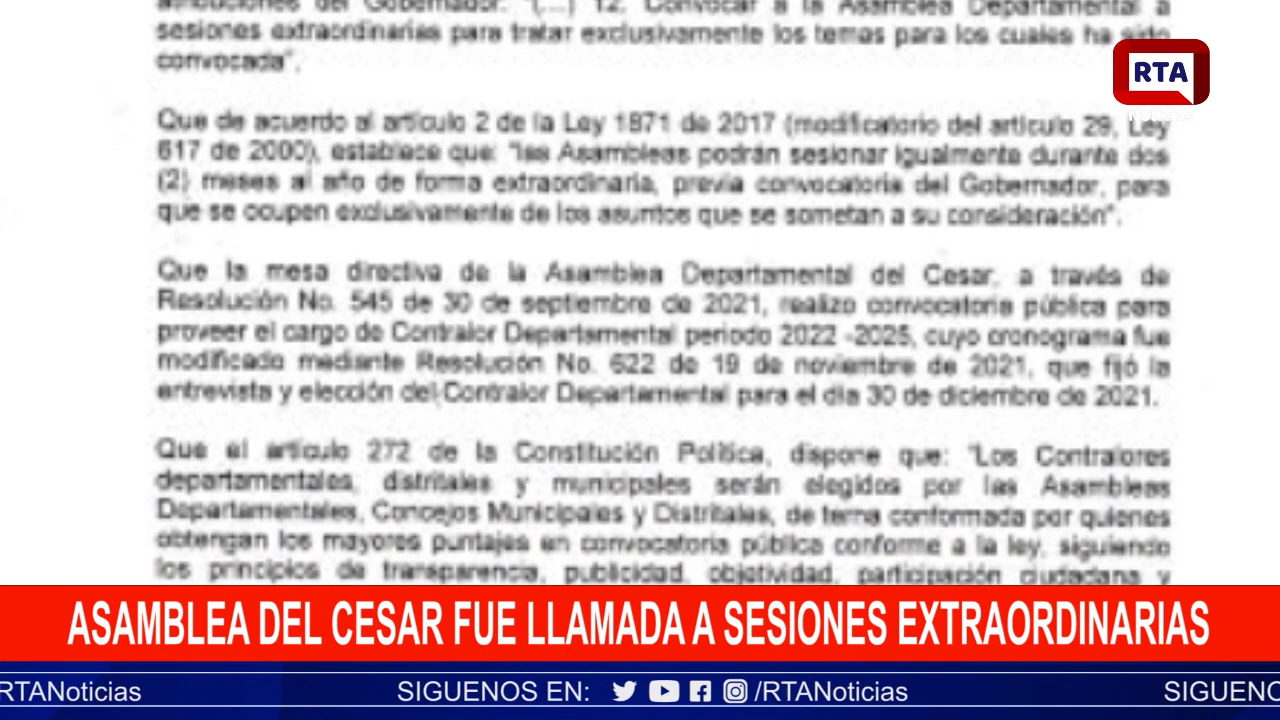 atribuciones del Gobernador: "(...) 12. Convocar a la Asamblea Departamental a
sesiones extraordinarias para tratar exclusivamente los temas para los cuales ha sido
convocada".
RTA
NOTICIAS
Que de acuerdo al artículo 2 de la Ley 1871 de 2017 (modificatorio del artículo 29, Ley
617 de 2000), establece que: "las Asambleas podrán sesionar igualmente durante dos
(2) meses al año de forma extraordinaria, previa convocatoria del Gobernador, para
que se ocupen exclusivamente de los asuntos que se sometan a su consideración".
Que la mesa directiva de la Asamblea Departamental del Cesar, a través de
Resolución No. 545 de 30 de septiembre de 2021, realizo convocatoria pública para
proveer el cargo de Contralor Departamental periodo 2022 -2025, cuyo cronograma fue
modificado mediante Resolución No. 622 de 19 de noviembre de 2021, que fijó la
entrevista y elección del Contralor Departamental para el día 30 de diciembre de 2021.
Que el artículo 272 de la Constitución Política, dispone que: "Los Contralores
departamentales, distritales y municipales serán elegidos por las Asambleas
Departamentales, Concejos Municipales y Distritales, de terna conformada por quienes
obtengan los mayores puntajes en convocatoria pública conforme a la ley, siguiendo
los principios de transparencia, publicidad, objetividad, participación ciudadana y
ASAMBLEA DEL CESAR FUE LLAMADA A SESIONES EXTRAORDINARIAS
RTANoticias SIGUENOS EN: /RTANoticias SIGUENO